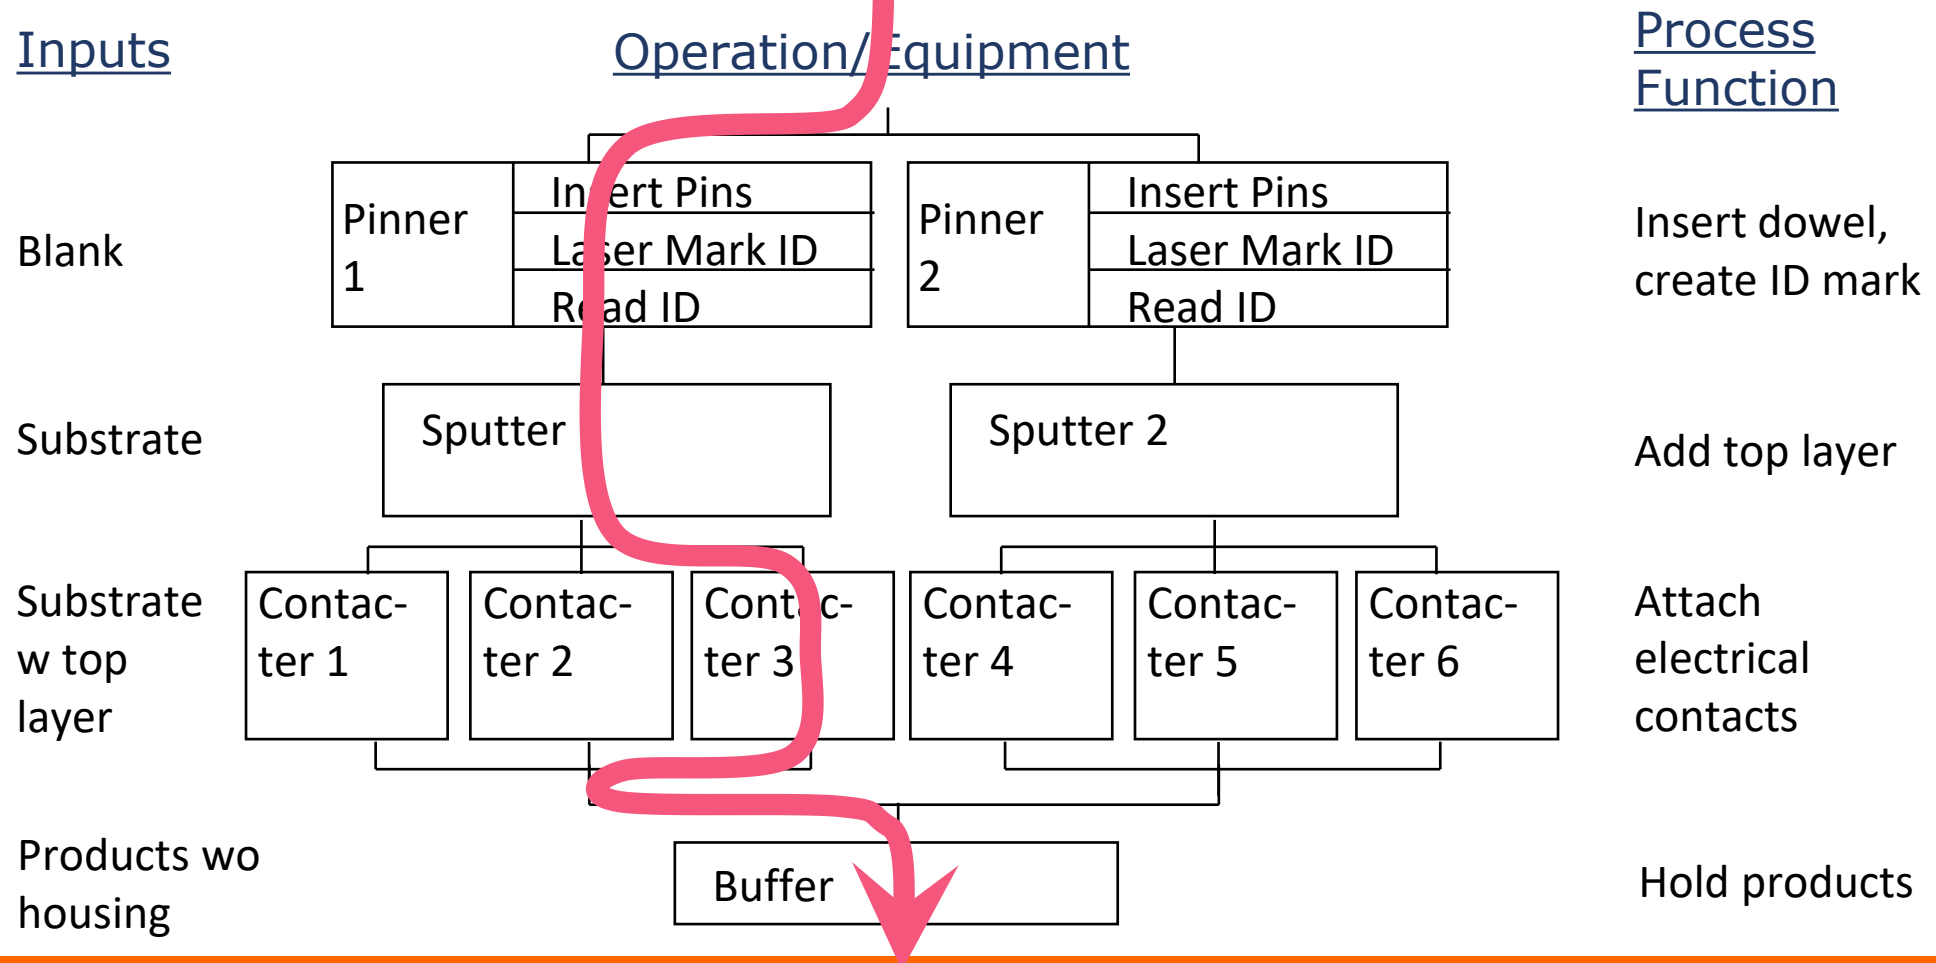 Inputs
Operation/Equipment
Process
Function
Blank
Pinner
1
Insert Pins
Laser Mark ID
Read ID
Pinner
2
Insert Pins
Laser Mark ID
Read ID
Insert dowel,
create ID mark
Substrate
Sputter
Sputter 2
Add top layer
Substrate
w top
layer
Contac-
ter 1
Contac-
ter 2
Contac-
ter 3
Contac-
ter 4
Contac-
ter 5
Contac-
ter 6
Attach
electrical
contacts
Products wo
housing
Buffer
Hold products